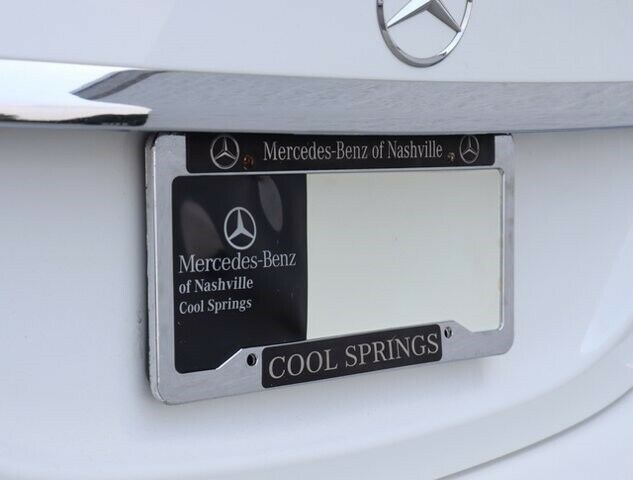 Mercedes-Benz of Nashville
Mercedes-Benz
of Nashville
Cool Springs
COOL SPRINGS